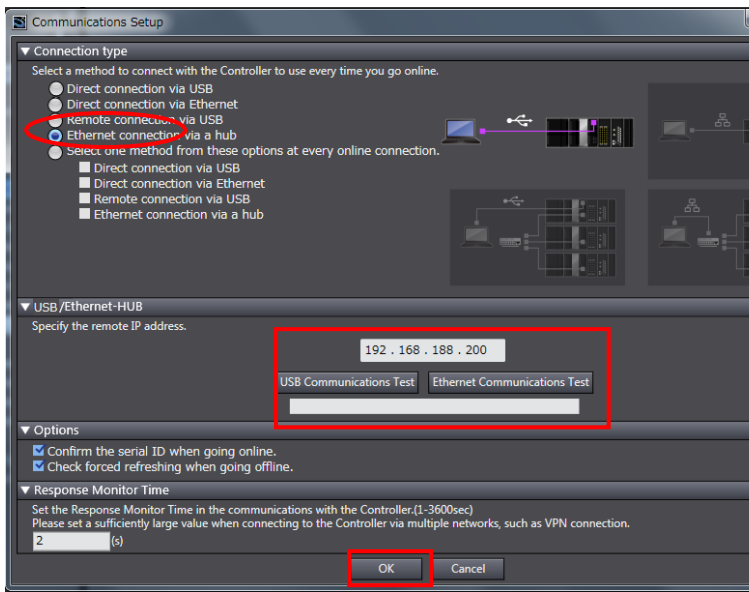 Communications Setup
▼ Connection type
Select a method to connect with the Controller to use every time you go online.
Direct connection via USB
Direct connection via Ethernet
Remote connection via USB
Ethernet connection via a hub
Select one method from these options at every online connection.
Direct connection via USB
Direct connection via Ethernet
Remote connection via USB
Ethernet connection via a hub
▼ USB/Ethernet-HUB
Specify the remote IP address.
192 . 168 . 188 . 200
USB Communications Test Ethernet Communications Test
▼ Options
Confirm the serial ID when going online.
Check forced refreshing when going offline.
▼ Response Monitor Time
Set the Response Monitor Time in the communications with the Controller.(1-3600sec)
Please set a sufficiently large value when connecting to the Controller via multiple networks, such as VPN connection.
2 (s)
OK Cancel